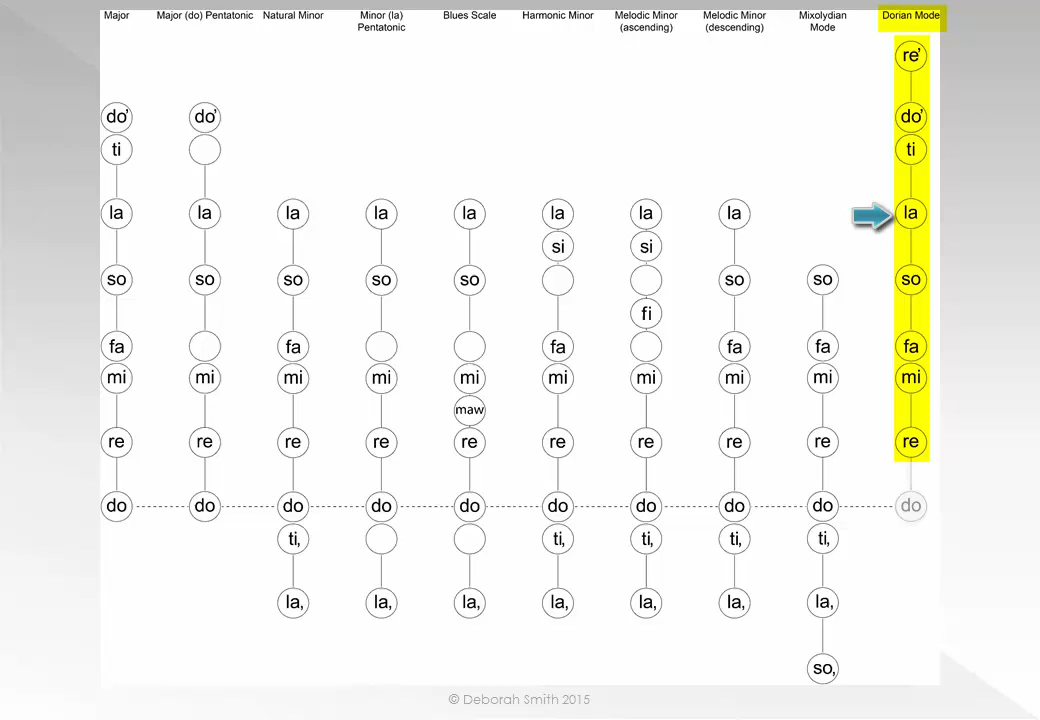 Major Major (do) Pentatonic Natural Minor Minor (la) Blues Scale Harmonic Minor Melodic Minor Melodic Minor Mixolydian Dorian Mode
Pentatonic (ascending) (descending) Mode
re'
do' do' do'
ti ti
la la la la la la la la la
si si
so so so so so so so so
fi
fa fa fa fa fa fa
mi mi mi mi mi mi mi mi mi mi
maw
re re re re re re re re re re
do do do do do do do do do do
ti, ti, ti, ti, ti,
la, la, la, la, la, la, la,
so,
© Deborah Smith 2015